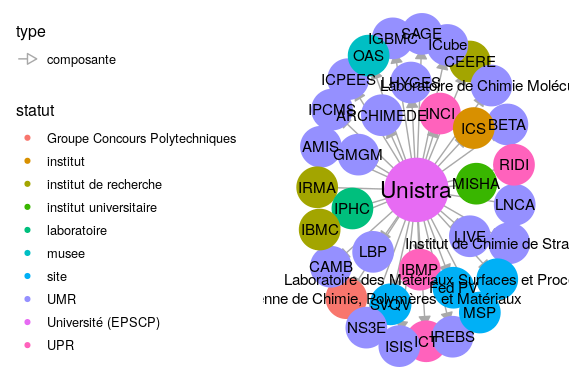 type
composante
statut
Groupe Concours Polytechniques
institut
institut de recherche
institut universitaire
laboratoire
musee
site
UMR
Université (EPSCP)
UPR
SAGE
IGBMC
ICube
OAS
CEERE
ICPEES
LHYGES
Laboratoire de Chimie Molécu
IPCMS
ARCHIMEDE
INCI
ICS
BETA
AMIS
GMGM
RIDI
IRMA
Unistra
MISHA
IPHC
LNCA
IBMC
LIVE
Institut de Chimie de Stra
LBP
CAMB
IBMP
Laboratoire des Matériaux Surfaces et Proc
Fed PV
enne de Chimie, Polymères et Matériaux
SVQV
MSP
NS3E
ISIS
ICT
IREBS